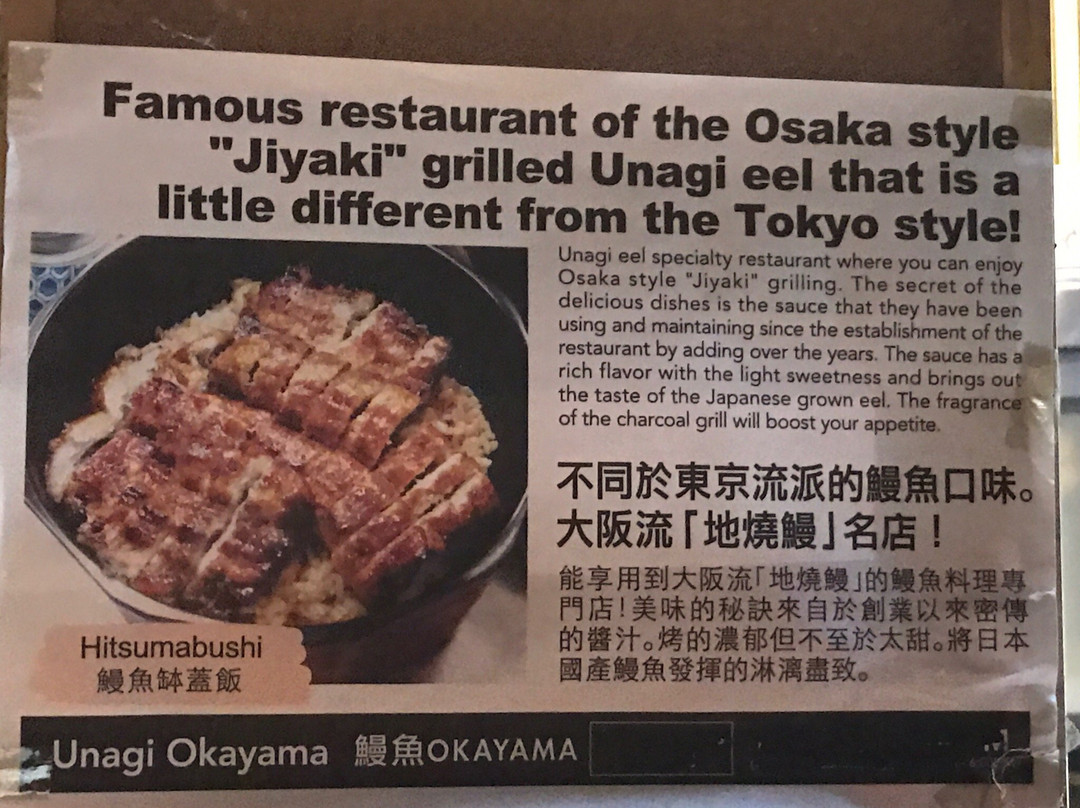 Famous restaurant of the Osaka style
"Jiyaki" grilled Unagi eel that is a
little different from the Tokyo style!
Unagi eel specialty restaurant where you can enjoy
Osaka style "Jiyaki" grilling. The secret of the
delicious dishes is the sauce that they have been
using and maintaining since the establishment of the
restaurant by adding over the years. The sauce has a
rich flavor with the light sweetness and brings out
the taste of the Japanese grown eel. The fragrance
of the charcoal grill will boost your appetite.
不同於東京流派的鰻魚口味。
大阪流「地燒鰻」名店！
能享用到大阪流「地燒鰻」的鰻魚料理專
門店！美味的秘訣來自於創業以來密傳
的醬汁。烤的濃郁但不至於太甜。將日本
國產鰻魚發揮的淋漓盡致。
Hitsumabushi
鰻魚缽蓋飯
Unagi Okayama 鰻魚OKAYAMA